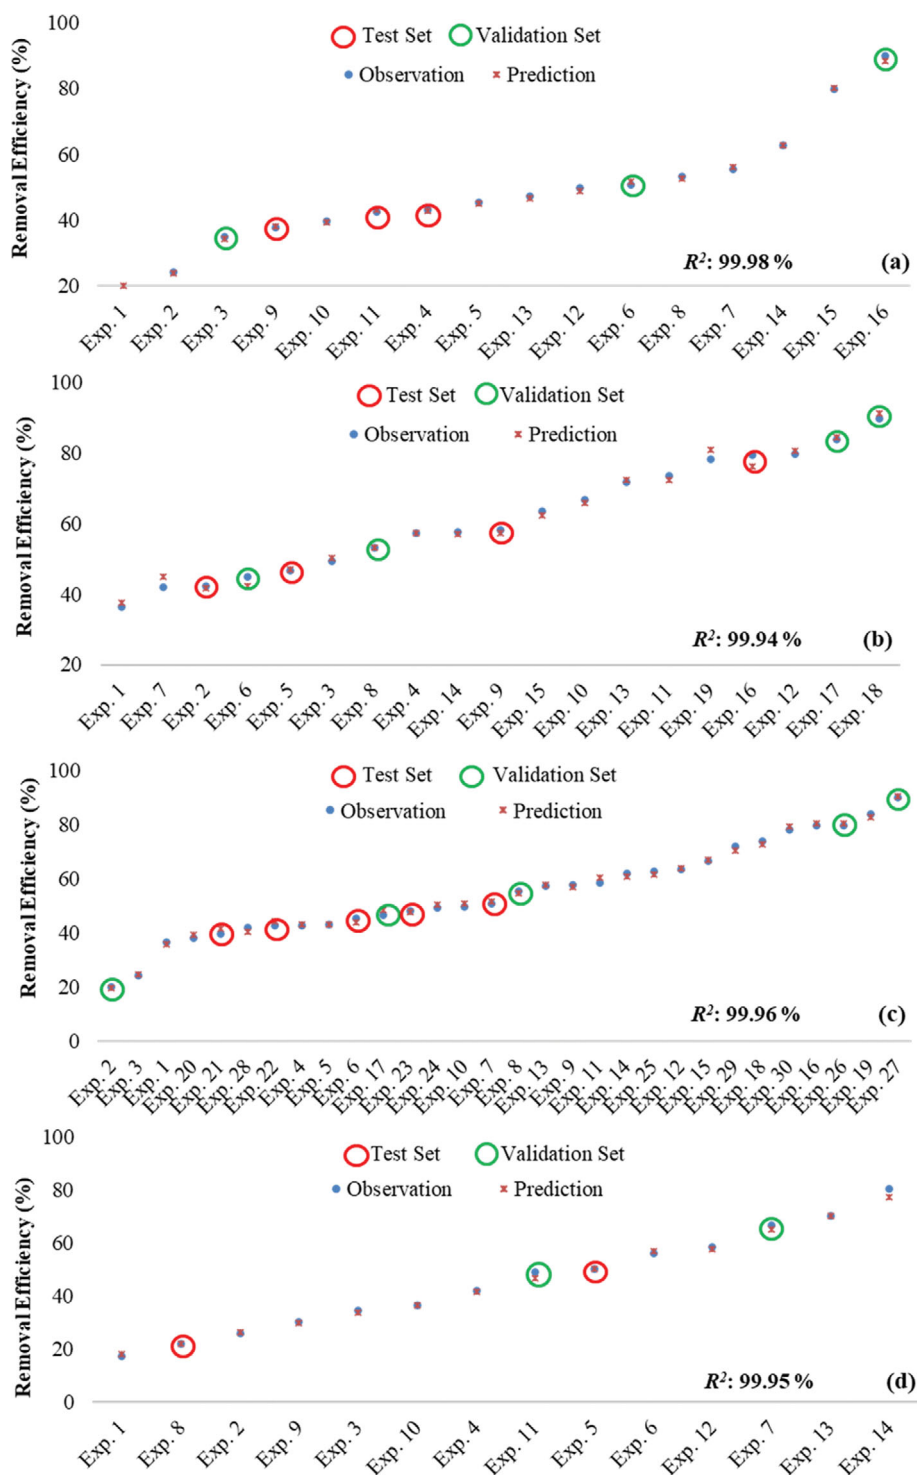 100
80
60
40
20
Removal Efficiency (%)
Test Set Validation Set
Observation Prediction
R²: 99.98 % (a)
Exp. 1 Exp. 2 Exp. 3 Exp. 9 Exp. 10 Exp. 11 Exp. 4 Exp. 5 Exp. 13 Exp. 12 Exp. 6 Exp. 8 Exp. 7 Exp. 14 Exp. 15 Exp. 16
100
80
60
40
20
Removal Efficiency (%)
Test Set Validation Set
Observation Prediction
R²: 99.94 % (b)
Exp. 1 Exp. 7 Exp. 2 Exp. 6 Exp. 5 Exp. 3 Exp. 8 Exp. 4 Exp. 14 Exp. 9 Exp. 15 Exp. 10 Exp. 13 Exp. 11 Exp. 19 Exp. 16 Exp. 12 Exp. 17 Exp. 18
100
80
60
40
20
0
Removal Efficiency (%)
Test Set Validation Set
Observation Prediction
R²: 99.96 % (c)
Exp. 2 Exp. 3 Exp. 1 Exp. 20 Exp. 21 Exp. 28 Exp. 22 Exp. 4 Exp. 5 Exp. 6 Exp. 17 Exp. 23 Exp. 24 Exp. 10 Exp. 7 Exp. 8 Exp. 13 Exp. 9 Exp. 11 Exp. 14 Exp. 25 Exp. 12 Exp. 15 Exp. 29 Exp. 18 Exp. 30 Exp. 16 Exp. 26 Exp. 19 Exp. 27
100
80
60
40
20
0
Removal Efficiency (%)
Test Set Validation Set
Observation Prediction
R²: 99.95 % (d)
Exp. 1 Exp. 8 Exp. 2 Exp. 9 Exp. 3 Exp. 10 Exp. 4 Exp. 11 Exp. 5 Exp. 6 Exp. 12 Exp. 7 Exp. 13 Exp. 14